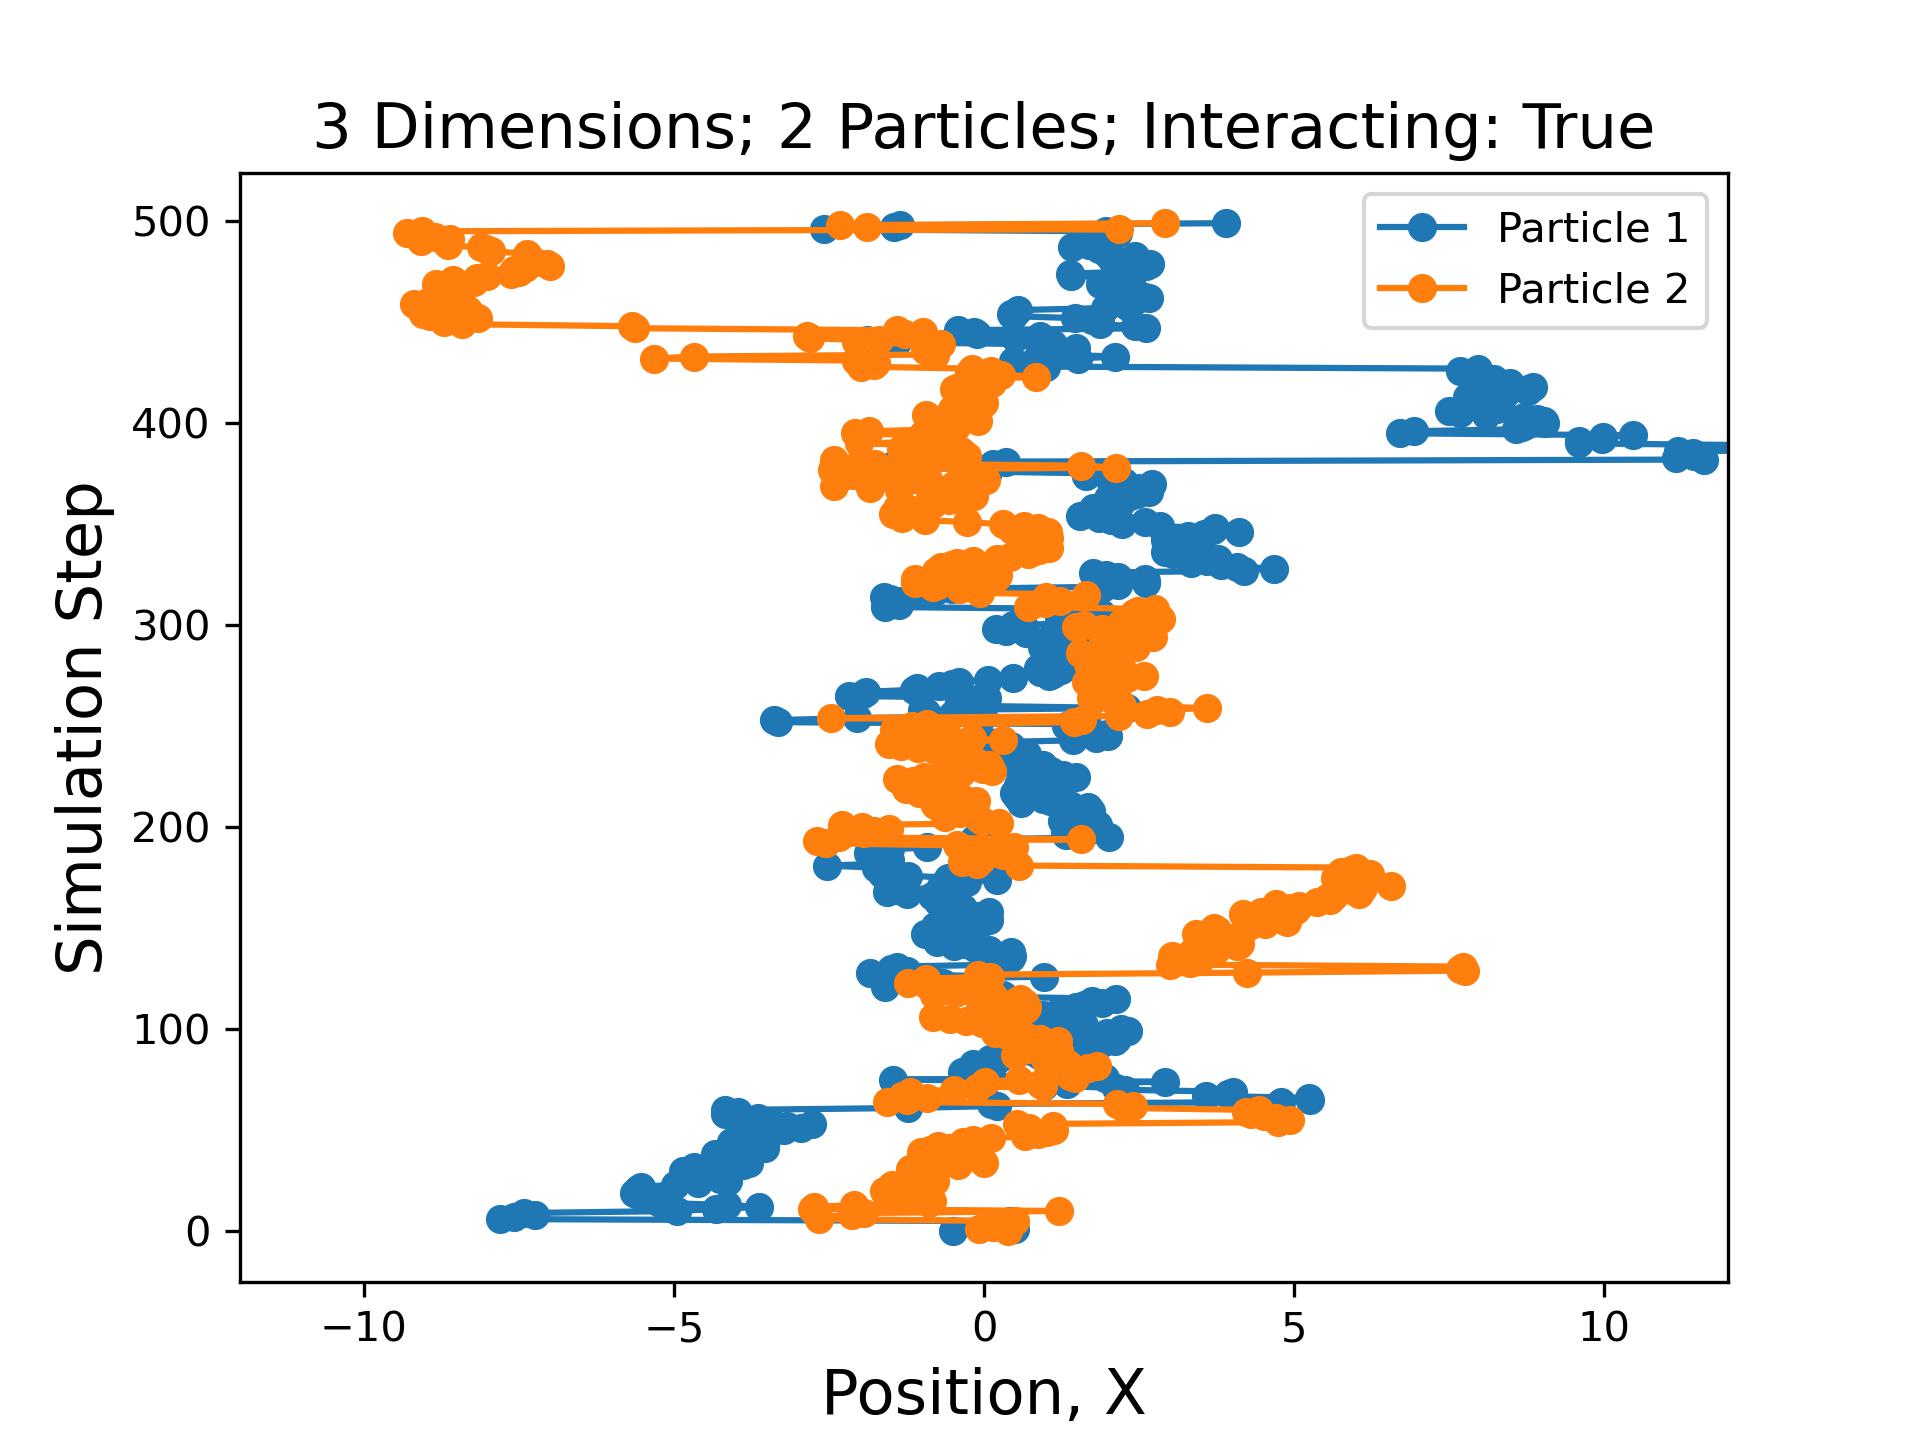 3 Dimensions; 2 Particles; Interacting: True
Particle 1
Particle 2
500
400
300
200
100
0
Simulation Step
−10
−5
0
5
10
Position, X